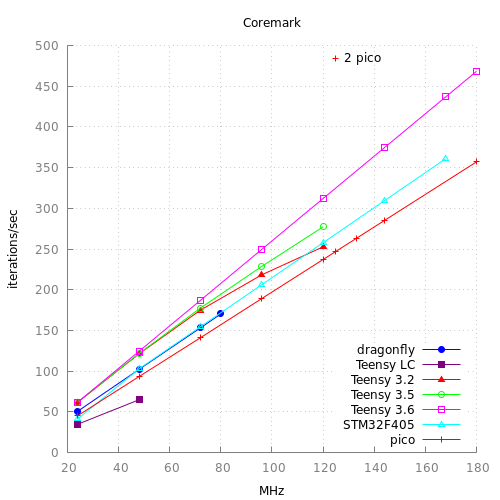 Coremark
500
450
400
350
300
250
200
150
100
50
0
iterations/sec
2 pico
dragonfly
Teensy LC
Teensy 3.2
Teensy 3.5
Teensy 3.6
STM32F405
pico
20 40 60 80 100 120 140 160 180
MHz